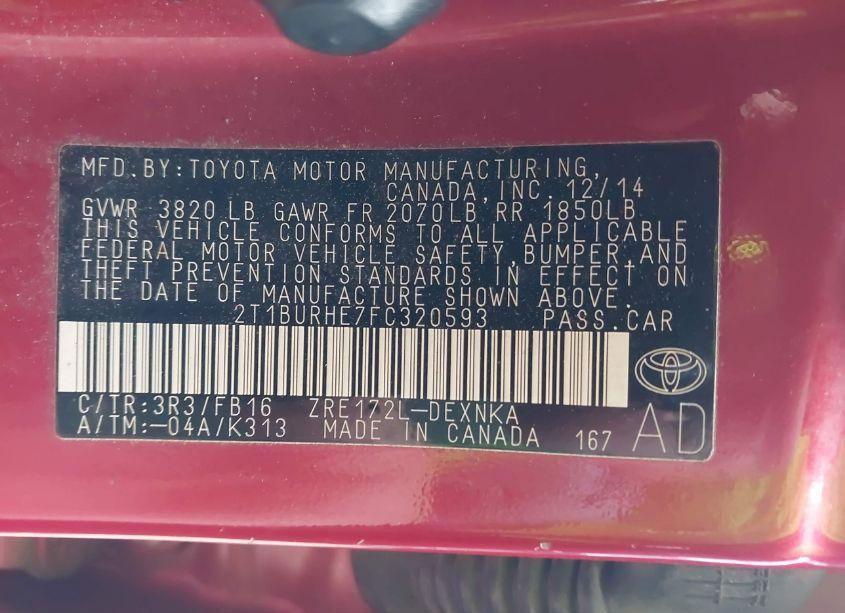 MFD.BY:TOYOTA MOTOR MANUFACTURING,
CANADA,INC. 12/14
GVWR 3820 LB GAWR FR 2070LB RR 1850LB
THIS VEHICLE CONFORMS TO ALL APPLICABLE
FEDERAL MOTOR VEHICLE SAFETY,BUMPER,AND
THEFT PREVENTION STANDARDS IN EFFECT ON
THE DATE OF MANUFACTURE SHOWN ABOVE.
2T1BURHE7FC320593 PASS.CAR
C/TR:3R3/FB16 ZRE172L-DEXNKA
A/TM:-04A/K313 MADE IN CANADA 167 AD